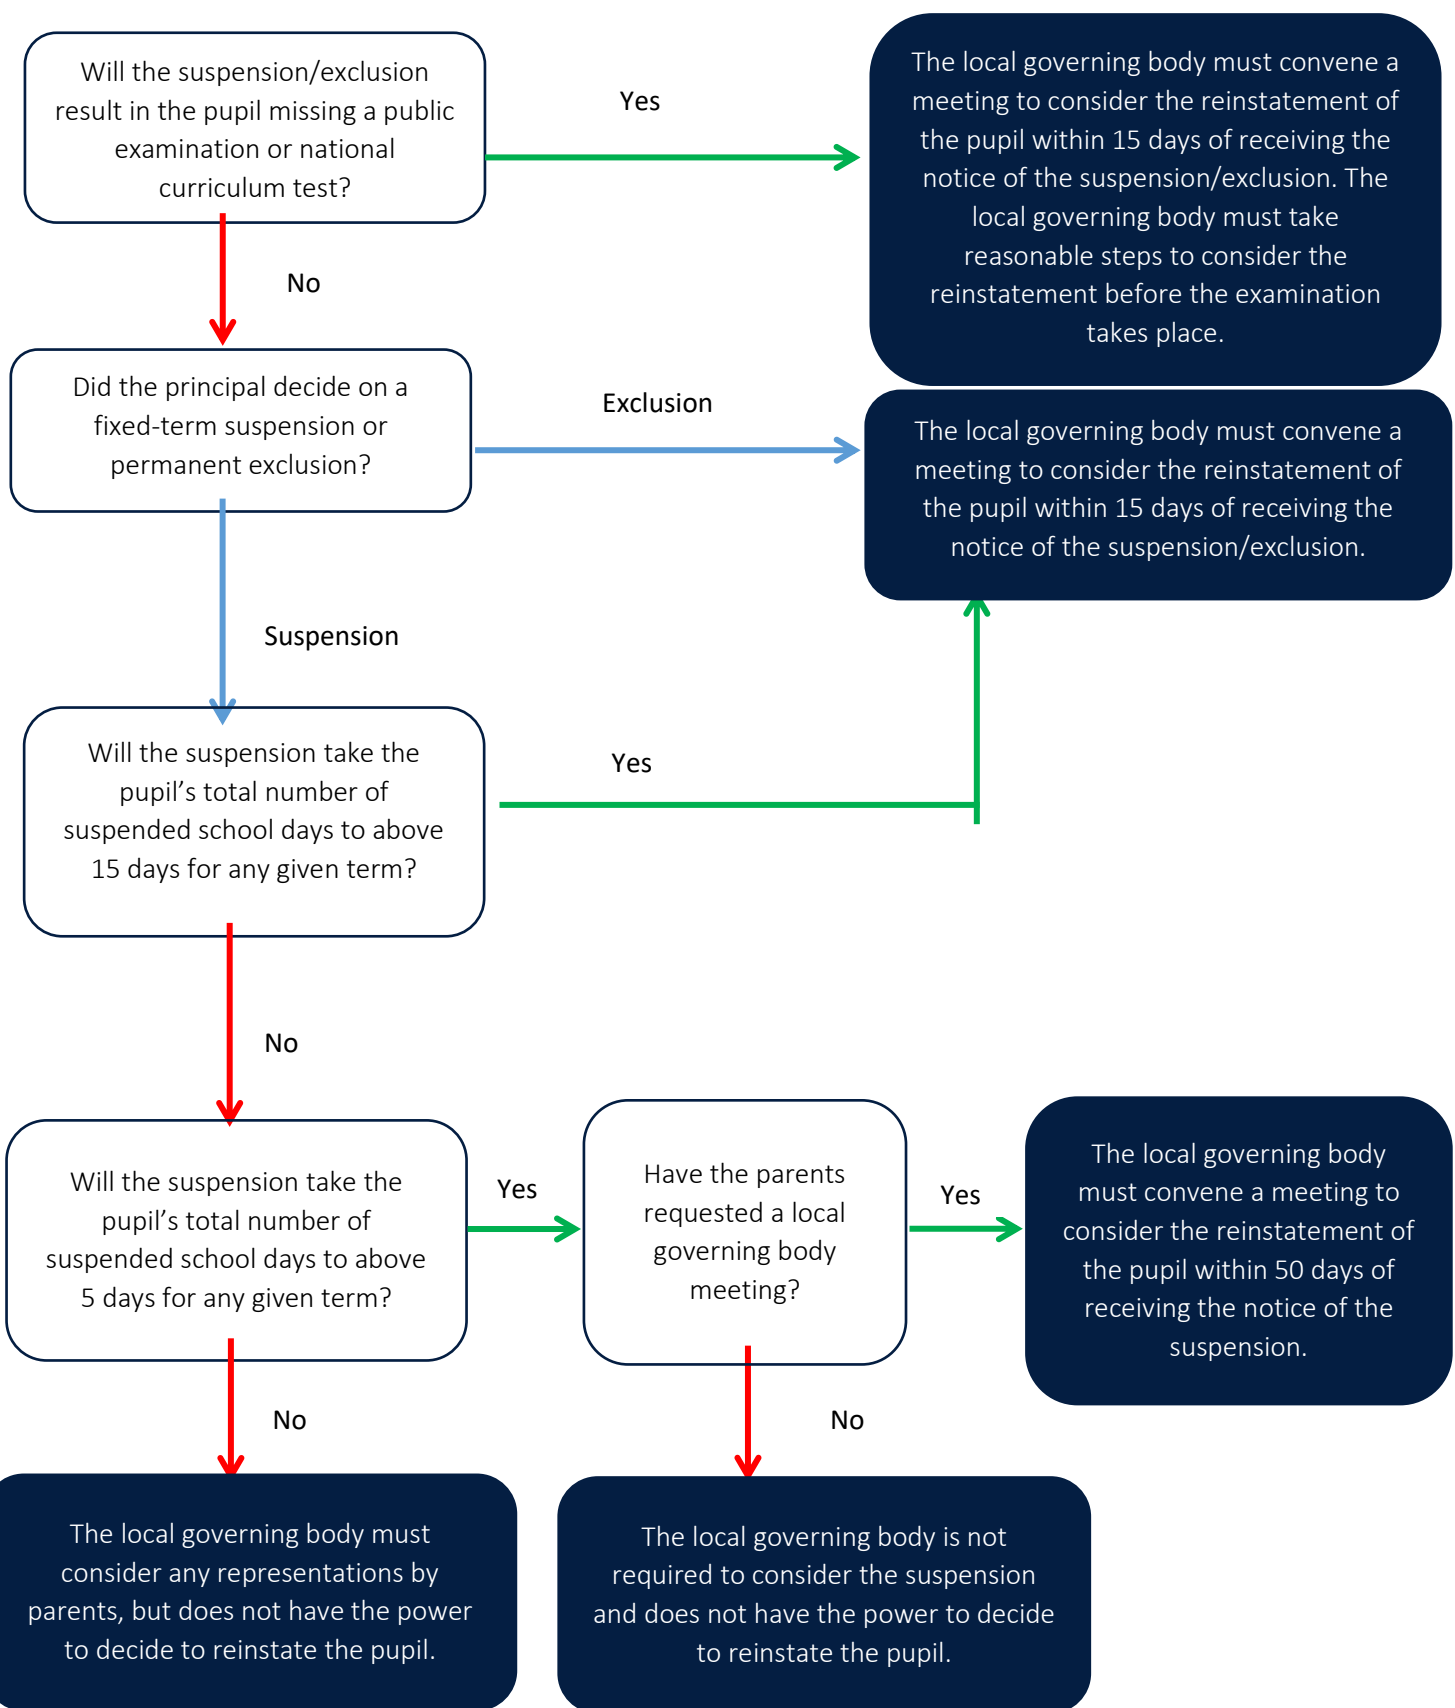 Will the suspension/exclusion
result in the pupil missing a public
examination or national
curriculum test?
Yes
The local governing body must convene a
meeting to consider the reinstatement of
the pupil within 15 days of receiving the
notice of the suspension/exclusion. The
local governing body must take
reasonable steps to consider the
reinstatement before the examination
takes place.
No
Did the principal decide on a
fixed-term suspension or
permanent exclusion?
Exclusion
The local governing body must convene a
meeting to consider the reinstatement of
the pupil within 15 days of receiving the
notice of the suspension/exclusion.
Suspension
Will the suspension take the
pupil’s total number of
suspended school days to above
15 days for any given term?
Yes
No
Will the suspension take the
pupil’s total number of
suspended school days to above
5 days for any given term?
Yes
Have the parents
requested a local
governing body
meeting?
Yes
The local governing body
must convene a meeting to
consider the reinstatement of
the pupil within 50 days of
receiving the notice of the
suspension.
No
No
The local governing body must
consider any representations by
parents, but does not have the power
to decide to reinstate the pupil.
The local governing body is not
required to consider the suspension
and does not have the power to decide
to reinstate the pupil.